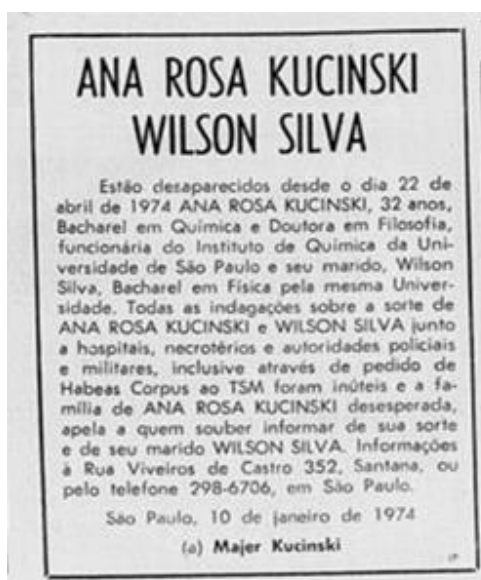 ANA ROSA KUCINSKI
WILSON SILVA
Estão desaparecidos desde o dia 22 de
abril de 1974 ANA ROSA KUCINSKI, 32 anos,
Bacharel em Química e Doutora em Filosofia,
funcionária do Instituto de Química da Uni-
versidade de São Paulo e seu marido, Wilson
Silva, Bacharel em Física pela mesma Univer-
sidade. Todas as indagações sobre a sorte de
ANA ROSA KUCINSKI e WILSON SILVA junto
a hospitais, necrotérios e autoridades policiais
e militares, inclusive através de pedido de
Habeas Corpus ao TSM foram inúteis e a fa-
mília de ANA ROSA KUCINSKI desesperada,
apela a quem souber informar de sua sorte
e de seu marido WILSON SILVA. Informações
à Rua Viveiros de Castro 352, Santana, ou
pelo telefone 298-6706, em São Paulo.
São Paulo, 10 de janeiro de 1974
(a) Majer Kucinski